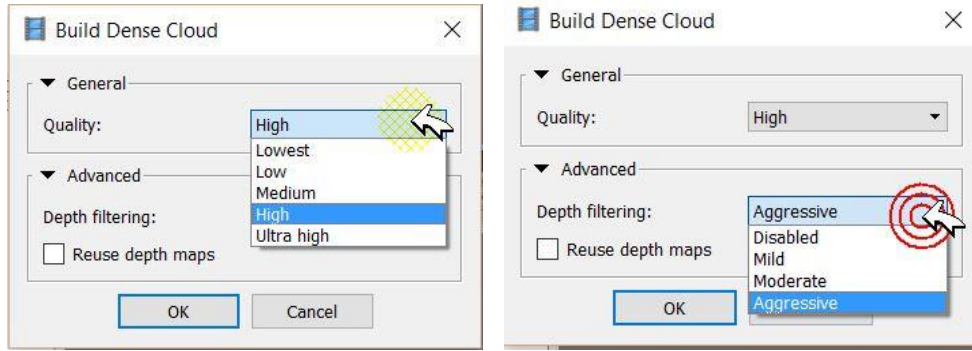 Build Dense Cloud
General
Quality: High
Lowest
Low
Medium
High
Ultra high
Advanced
Depth filtering:
Reuse depth maps
OK Cancel
Build Dense Cloud
General
Quality: High
Advanced
Depth filtering: Aggressive
Disabled
Mild
Moderate
Aggressive
Reuse depth maps
OK